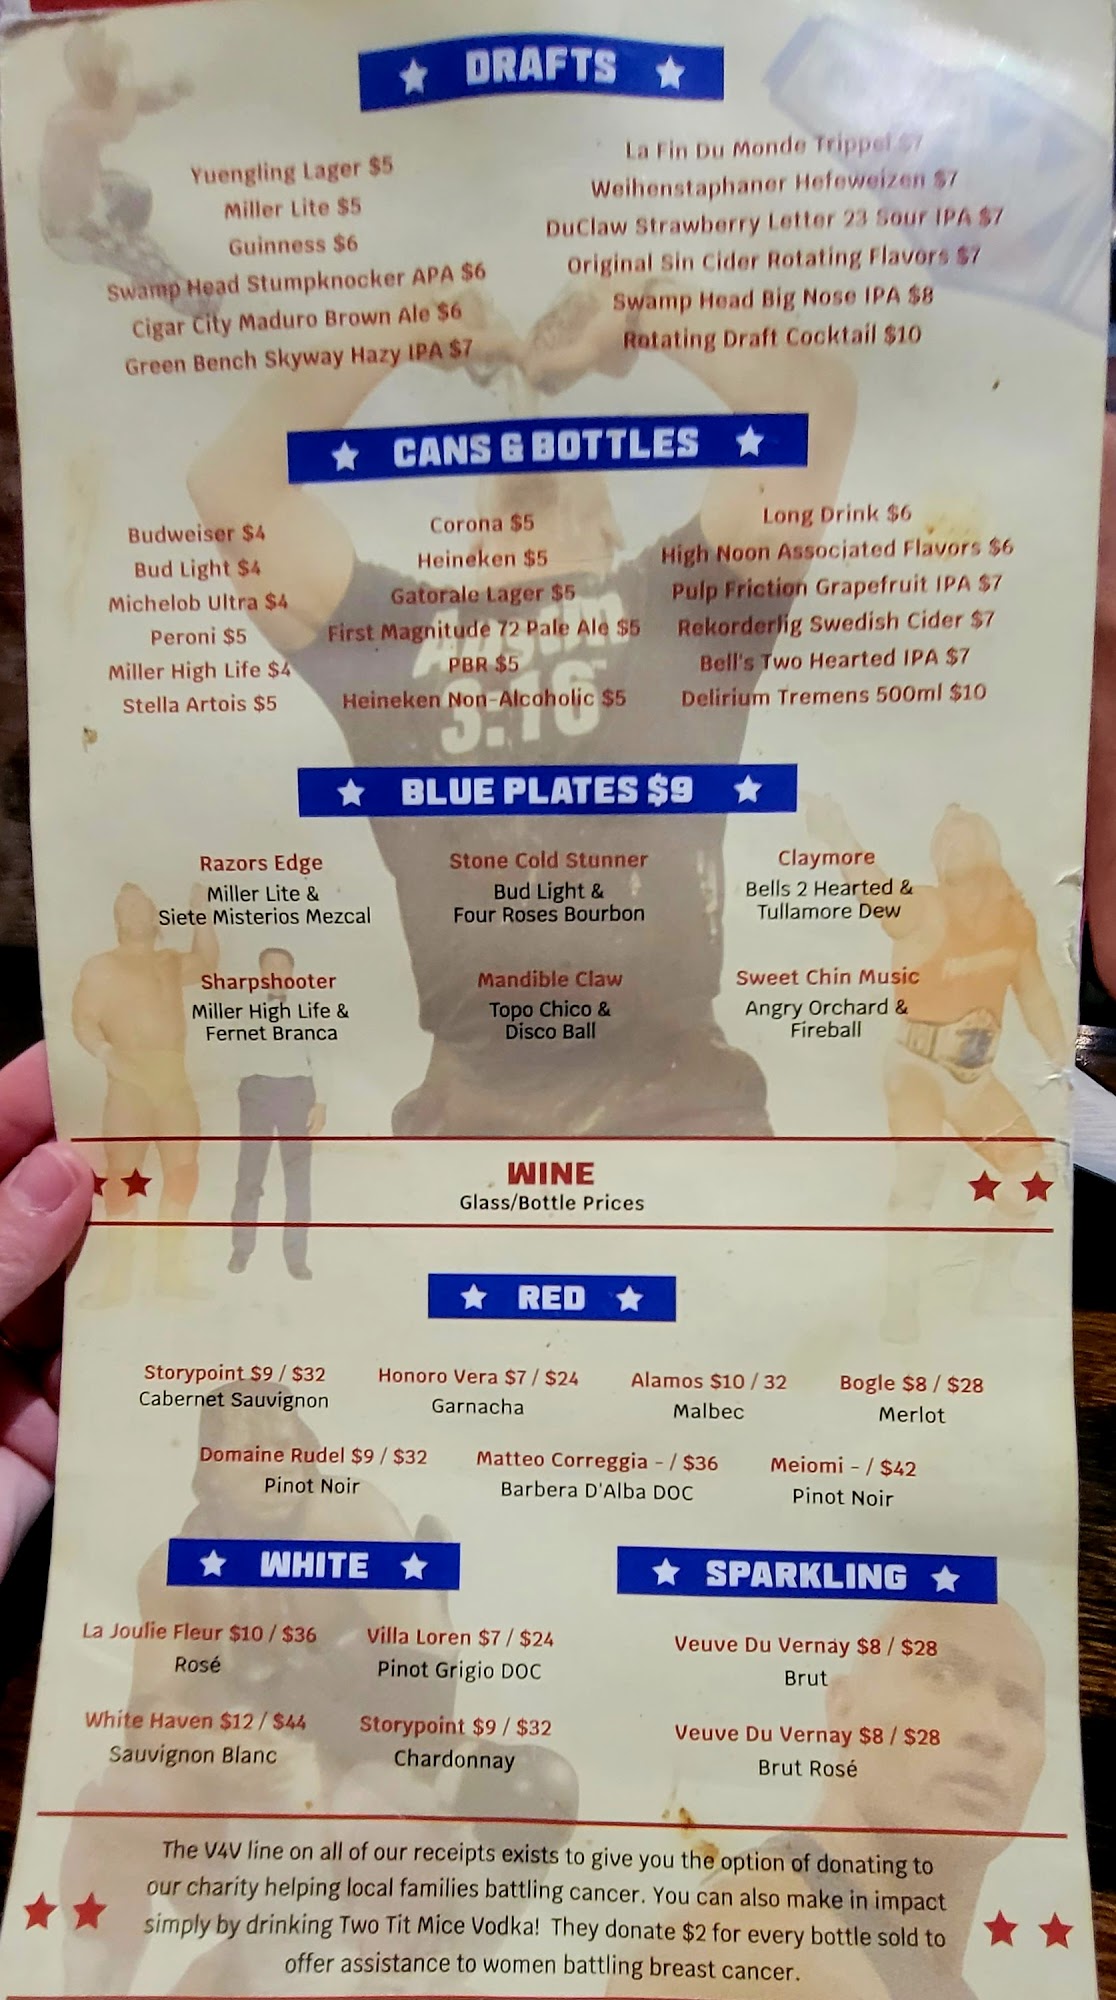 DRAFTS
Yuengling Lager $5
Miller Lite $5
Guinness $6
Swamp Head Stumpknocker APA $6
Cigar City Maduro Brown Ale $6
Green Bench Skyway Hazy IPA $7
La Fin Du Monde Trippel $7
Weihenstaphaner Hefeweizen $7
DuClaw Strawberry Letter 23 Sour IPA $7
Original Sin Cider Rotating Flavors $7
Swamp Head Big Nose IPA $8
Rotating Draft Cocktail $10
CANS & BOTTLES
Budweiser $4
Bud Light $4
Michelob Ultra $4
Peroni $5
Miller High Life $4
Stella Artois $5
Corona $5
Heineken $5
Gatorale Lager $5
First Magnitude 72 Pale Ale $5
PBR $5
Heineken Non-Alcoholic $5
Long Drink $6
High Noon Associated Flavors $6
Pulp Friction Grapefruit IPA $7
Rekorderlig Swedish Cider $7
Bell's Two Hearted IPA $7
Delirium Tremens 500ml $10
Austin
3:16
BLUE PLATES $9
Razors Edge
Miller Lite &
Siete Misterios Mezcal
Stone Cold Stunner
Bud Light &
Four Roses Bourbon
Claymore
Bells 2 Hearted &
Tullamore Dew
Sharpshooter
Miller High Life &
Fernet Branca
Mandible Claw
Topo Chico &
Disco Ball
Sweet Chin Music
Angry Orchard &
Fireball
WINE
Glass/Bottle Prices
RED
Storypoint $9 / $32
Cabernet Sauvignon
Honoro Vera $7 / $24
Garnacha
Alamos $10 / 32
Malbec
Bogle $8 / $28
Merlot
Domaine Rudel $9 / $32
Pinot Noir
Matteo Correggia - / $36
Barbera D'Alba DOC
Meiomi - / $42
Pinot Noir
WHITE
La Joulie Fleur $10 / $36
Rosé
Villa Loren $7 / $24
Pinot Grigio DOC
White Haven $12 / $44
Sauvignon Blanc
Storypoint $9 / $32
Chardonnay
SPARKLING
Veuve Du Vernay $8 / $28
Brut
Veuve Du Vernay $8 / $28
Brut Rosé
The V4V line on all of our receipts exists to give you the option of donating to
our charity helping local families battling cancer. You can also make in impact
simply by drinking Two Tit Mice Vodka! They donate $2 for every bottle sold to
offer assistance to women battling breast cancer.